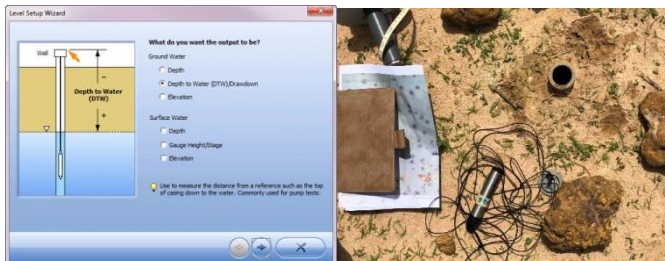 Level Setup Wizard
Well
Depth to Water
(DTW)
What do you want the output to be?
Ground Water
Depth
Depth to Water (DTW)/Drawdown
Elevation
Surface Water
Depth
Gauge Height/Stage
Elevation
Use to measure the distance from a reference such as the top
of casing down to the water. Commonly used for pump tests.